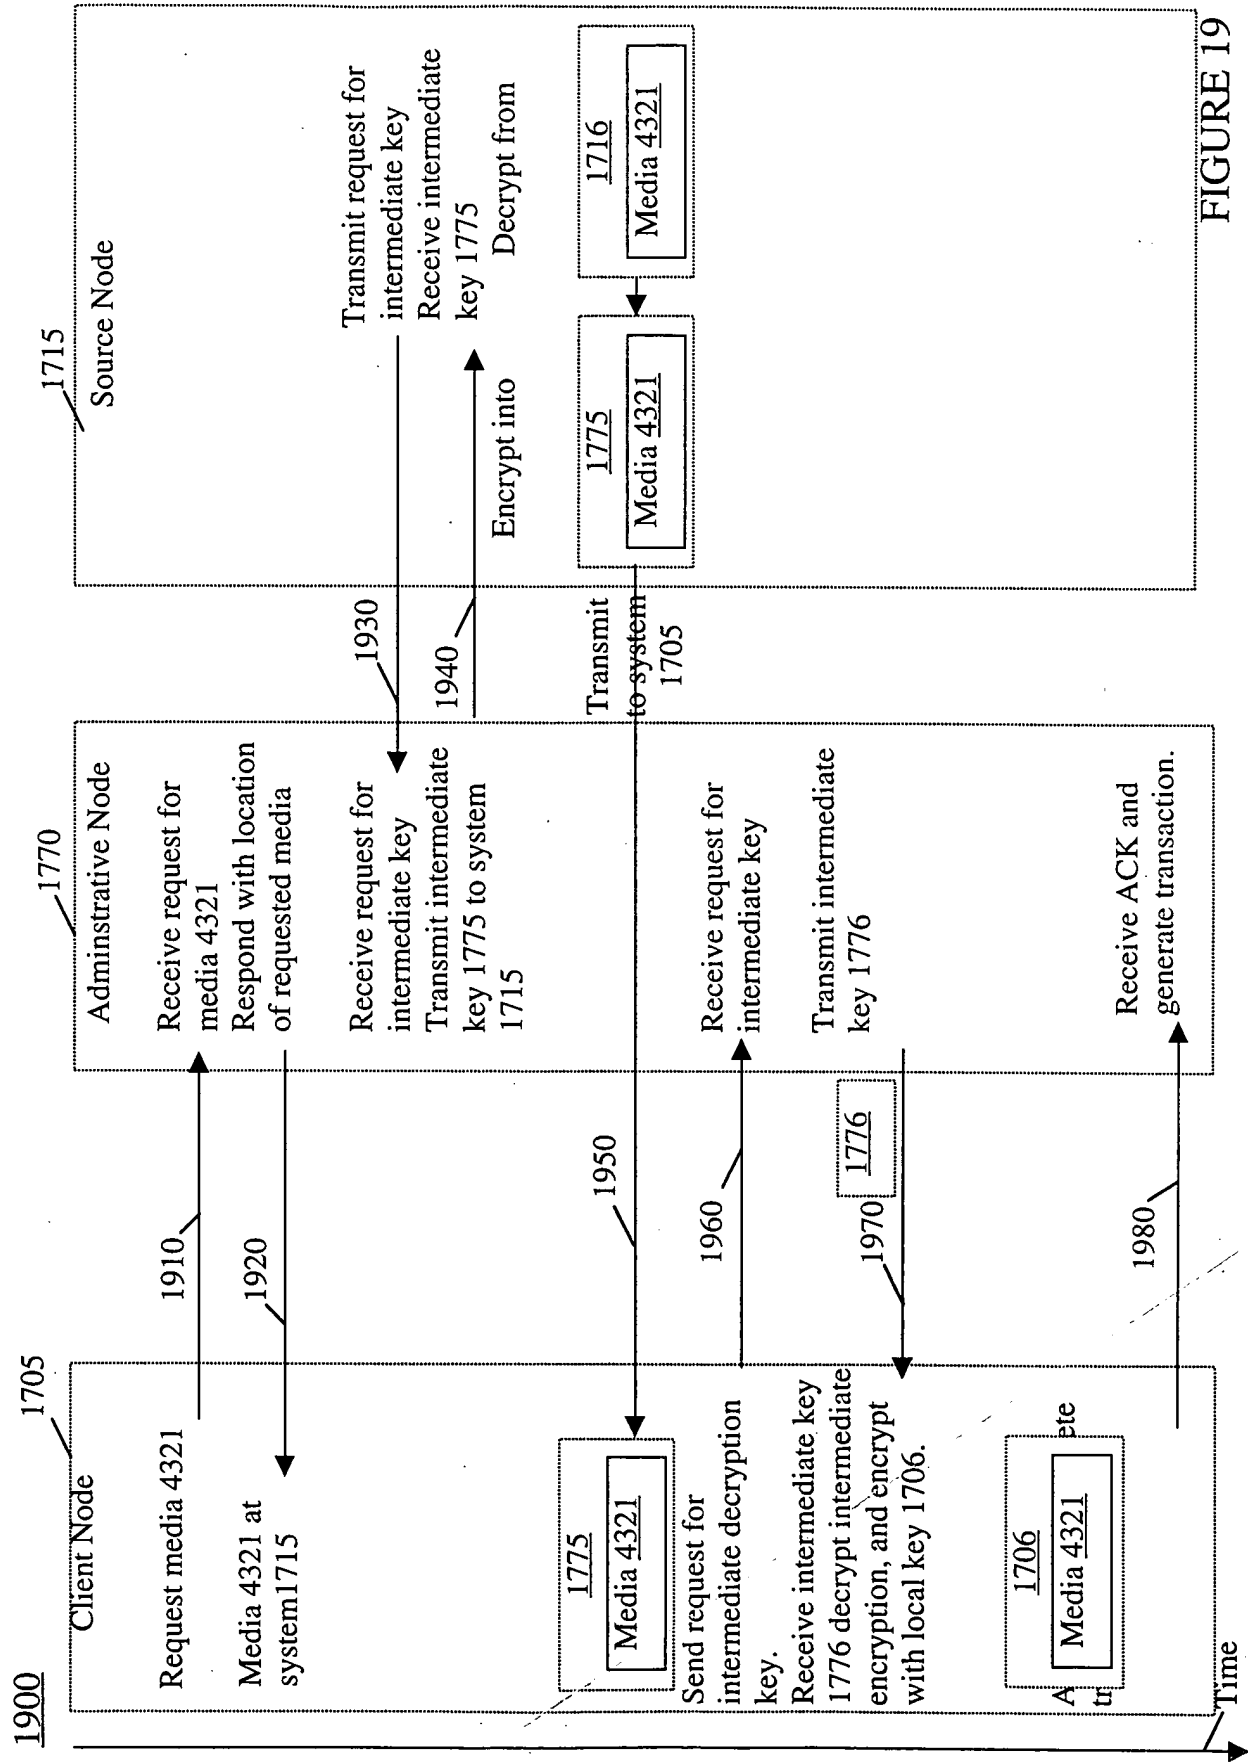 1900
1705
Client Node
Request media 4321
Media 4321 at
system1715
1775
Media 4321
Send request for
intermediate decryption
key.
Receive intermediate key
1776 decrypt intermediate
encryption, and encrypt
with local key 1706.
1706
Media 4321
Time
1910
1920
1950
1960
1970
1776
1980
1770
Adminstrative Node
Receive request for
media 4321
Respond with location
of requested media
Receive request for
intermediate key
Transmit intermediate
key 1775 to system
1715
Receive request for
intermediate key
Transmit intermediate
key 1776
Receive ACK and
generate transaction.
1930
1940
Transmit
to system
1705
1715
Source Node
Transmit request for
intermediate key
Receive intermediate
key 1775
Encrypt into
Decrypt from
1775
Media 4321
1716
Media 4321
FIGURE 19